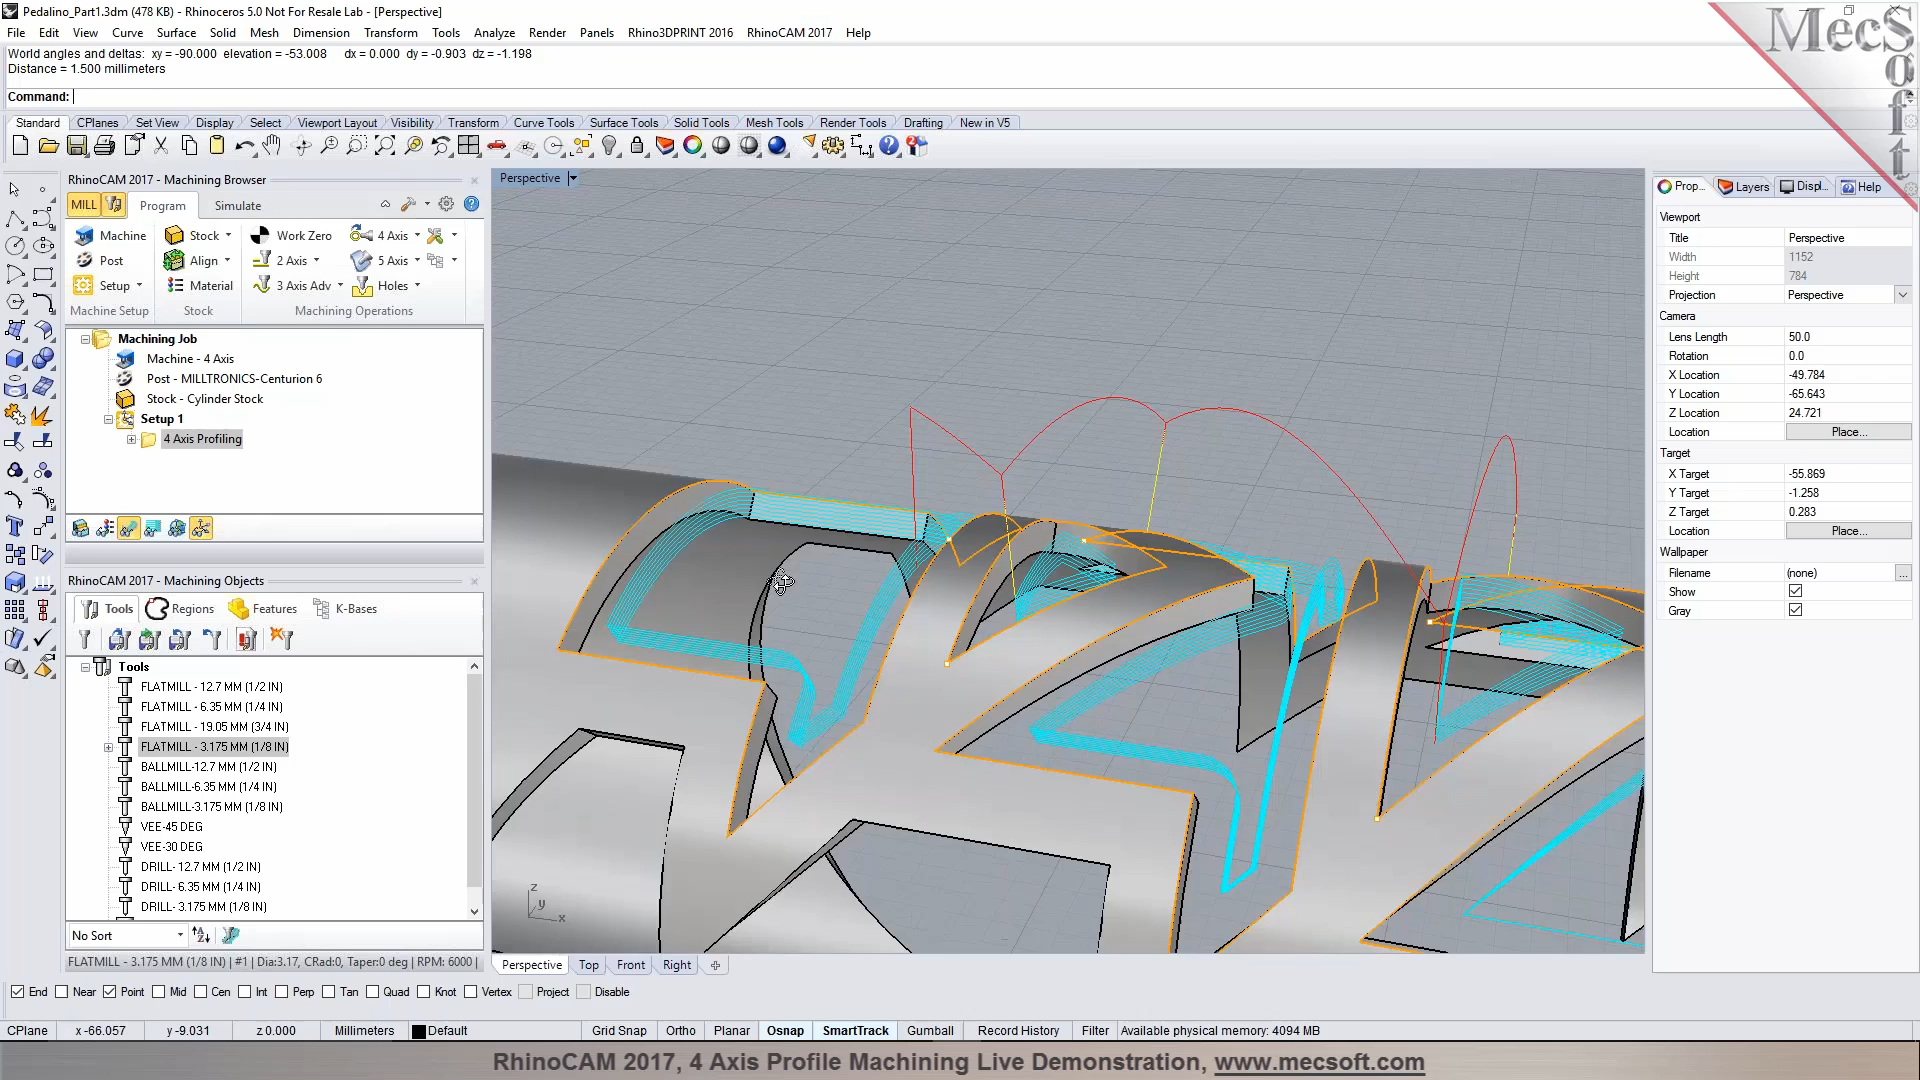 Pedalino_Part1.3dm (478 KB) - Rhinoceros 5.0 Not For Resale Lab - [Perspective]
File Edit View Curve Surface Solid Mesh Dimension Transform Tools Analyze Render Panels Rhino3DPRINT 2016 RhinoCAM 2017 Help
World angles and deltas: xy = -90.000 elevation = -53.008 dx = 0.000 dy = -0.903 dz = -1.198
Distance = 1.500 millimeters
Command:
Standard CPlanes Set View Display Select Viewport Layout Visibility Transform Curve Tools Surface Tools Solid Tools Mesh Tools Render Tools Drafting New in V5
MecSoft
RhinoCAM 2017 - Machining Browser
MILL Program Simulate
Machine Stock Work Zero 4 Axis
Post Align 2 Axis 5 Axis
Setup Material 3 Axis Adv Holes
Machine Setup Stock Machining Operations
Machining Job
Machine - 4 Axis
Post - MILLTRONICS-Centurion 6
Stock - Cylinder Stock
Setup 1
4 Axis Profiling
RhinoCAM 2017 - Machining Objects
Tools Regions Features K-Bases
Tools
FLATMILL - 12.7 MM (1/2 IN)
FLATMILL - 6.35 MM (1/4 IN)
FLATMILL - 19.05 MM (3/4 IN)
FLATMILL - 3.175 MM (1/8 IN)
BALLMILL-12.7 MM (1/2 IN)
BALLMILL-6.35 MM (1/4 IN)
BALLMILL-3.175 MM (1/8 IN)
VEE-45 DEG
VEE-30 DEG
DRILL- 12.7 MM (1/2 IN)
DRILL- 6.35 MM (1/4 IN)
DRILL- 3.175 MM (1/8 IN)
No Sort
FLATMILL - 3.175 MM (1/8 IN) | #1 | Dia:3.17, CRad:0, Taper:0 deg | RPM: 6000 |
Perspective
z
y
x
Perspective Top Front Right
Prop... Layers Displ... Help
Viewport
Title Perspective
Width 1152
Height 784
Projection Perspective
Camera
Lens Length 50.0
Rotation 0.0
X Location -49.784
Y Location -65.643
Z Location 24.721
Location Place...
Target
X Target -55.869
Y Target -1.258
Z Target 0.283
Location Place...
Wallpaper
Filename (none) ...
Show
Gray
End Near Point Mid Cen Int Perp Tan Quad Knot Vertex Project Disable
CPlane x -66.057 y -9.031 z 0.000 Millimeters Default Grid Snap Ortho Planar Osnap SmartTrack Gumball Record History Filter Available physical memory: 4094 MB
RhinoCAM 2017, 4 Axis Profile Machining Live Demonstration, www.mecsoft.com